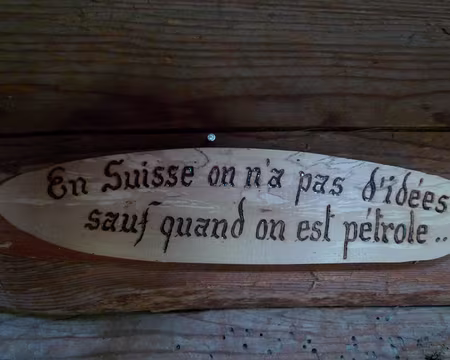 En Suisse on n'a pas d'idées
sauf quand on est pétrole..